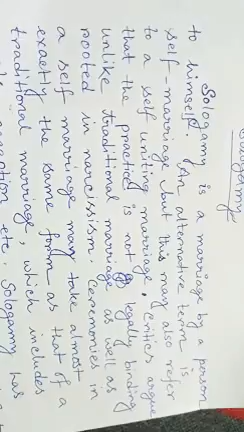 Sologamy is a marriage by a person
to himself. An alternative term is
self-marriage but this may also refer
to a self uniting marriage, critics argue
that the practice is not legally binding
unlike traditional marriage as well as
rooted in narcissism. Ceremonies in
a self marriage may take almost
exactly the same form as that of a
traditional marriage, which includes
etc. Sologamy has